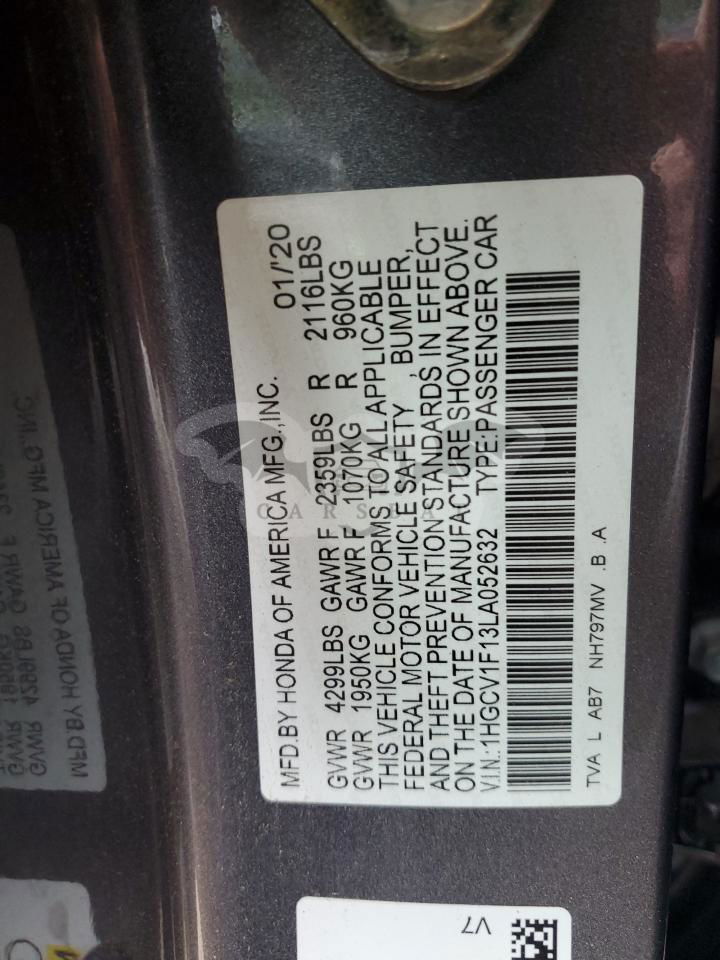 MFD.BY HONDA OF AMERICA MFG.,INC. 01/'20
GVWR 4299LBS GAWR F 2359LBS R 2116LBS
GVWR 1950KG GAWR F 1070KG R 960KG
THIS VEHICLE CONFORMS TO ALL APPLICABLE
FEDERAL MOTOR VEHICLE SAFETY , BUMPER,
AND THEFT PREVENTION STANDARDS IN EFFECT
ON THE DATE OF MANUFACTURE SHOWN ABOVE.
V.I.N.:1HGCV1F13LA052632 TYPE:PASSENGER CAR
TVA L AB7 NH797MV .B .A
V7